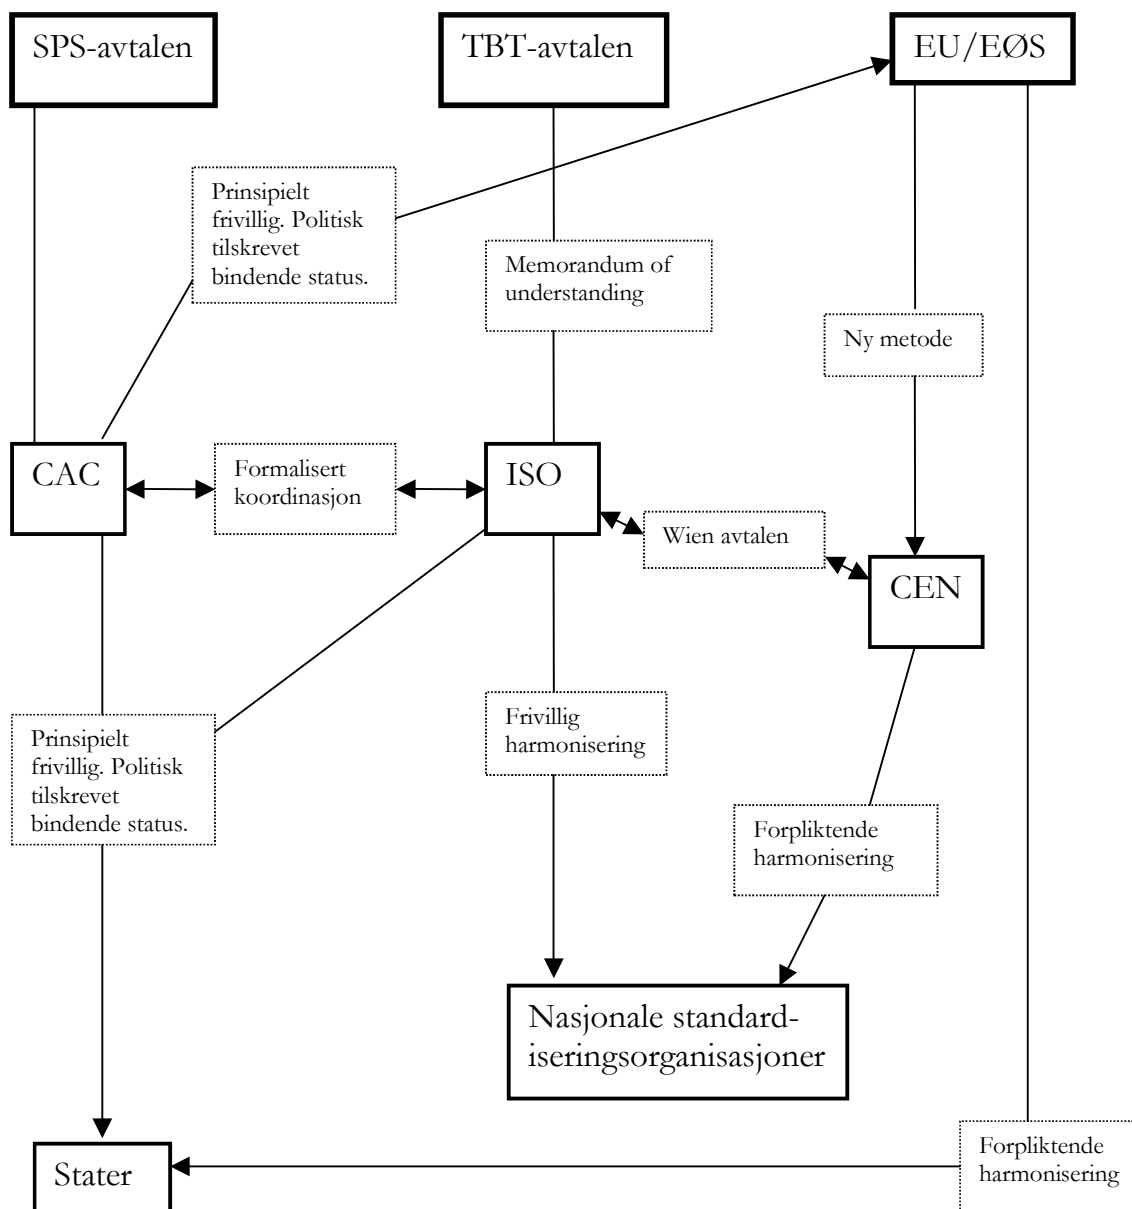 SPS-avtalen
TBT-avtalen
EU/EØS
Prinsipielt
frivillig. Politisk
tilskrevet
bindende status.
Memorandum of
understanding
Ny metode
CAC
Formalisert
koordinasjon
ISO
Wien avtalen
CEN
Prinsipielt
frivillig. Politisk
tilskrevet
bindende status.
Frivillig
harmonisering
Forpliktende
harmonisering
Nasjonale standard-
iseringsorganisasjoner
Stater
Forpliktende
harmonisering